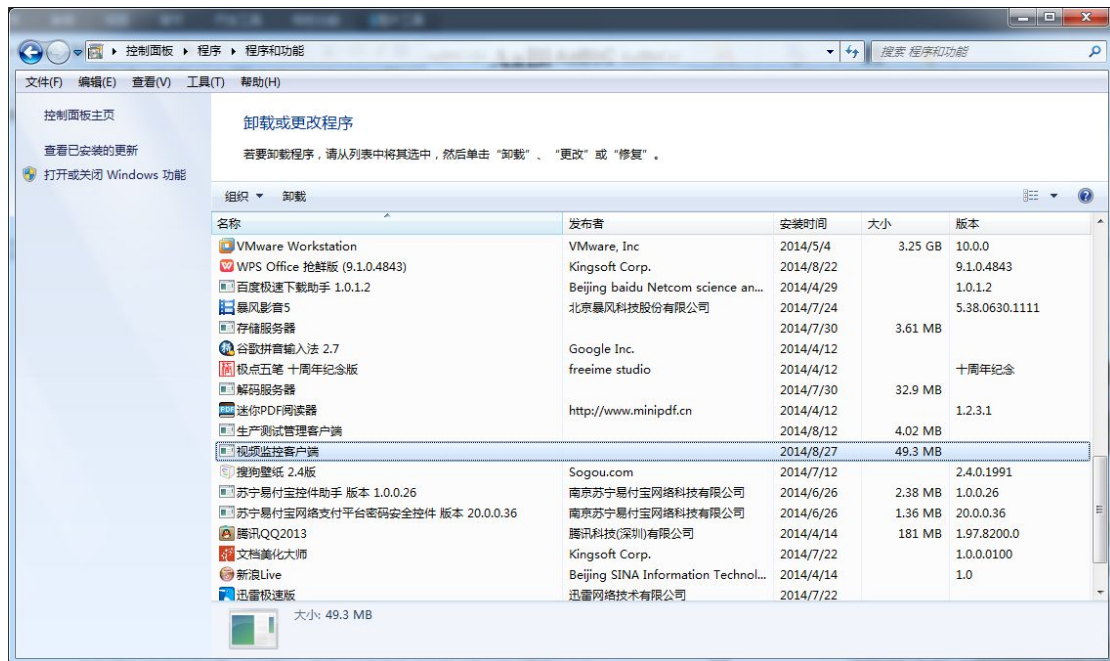 控制面板 程序 程序和功能 搜索 程序和功能
文件(F) 编辑(E) 查看(V) 工具(T) 帮助(H)
控制面板主页
查看已安装的更新
打开或关闭 Windows 功能
卸载或更改程序
若要卸载程序，请从列表中将其选中，然后单击“卸载”、“更改”或“修复”。
组织 卸载
名称 发布者 安装时间 大小 版本
VMware Workstation VMware, Inc 2014/5/4 3.25 GB 10.0.0
WPS Office 抢鲜版 (9.1.0.4843) Kingsoft Corp. 2014/8/22 9.1.0.4843
百度极速下载助手 1.0.1.2 Beijing baidu Netcom science an... 2014/4/29 1.0.1.2
暴风影音5 北京暴风科技股份有限公司 2014/7/24 5.38.0630.1111
存储服务器 2014/7/30 3.61 MB
谷歌拼音输入法 2.7 Google Inc. 2014/4/12
极点五笔 十周年纪念版 freeime studio 2014/4/12 十周年纪念
解码服务器 2014/7/30 32.9 MB
迷你PDF阅读器 http://www.minipdf.cn 2014/4/12 1.2.3.1
生产测试管理客户端 2014/8/12 4.02 MB
视频监控客户端 2014/8/27 49.3 MB
搜狗壁纸 2.4版 Sogou.com 2014/7/12 2.4.0.1991
苏宁易付宝控件助手 版本 1.0.0.26 南京苏宁易付宝网络科技有限公司 2014/6/26 2.38 MB 1.0.0.26
苏宁易付宝网络支付平台密码安全控件 版本 20.0.0.36 南京苏宁易付宝网络科技有限公司 2014/6/26 1.36 MB 20.0.0.36
腾讯QQ2013 腾讯科技(深圳)有限公司 2014/4/14 181 MB 1.97.8200.0
文档美化大师 Kingsoft Corp. 2014/7/22 1.0.0.0100
新浪Live Beijing SINA Information Technol... 2014/4/14 1.0
迅雷极速版 迅雷网络技术有限公司 2014/7/22
大小: 49.3 MB